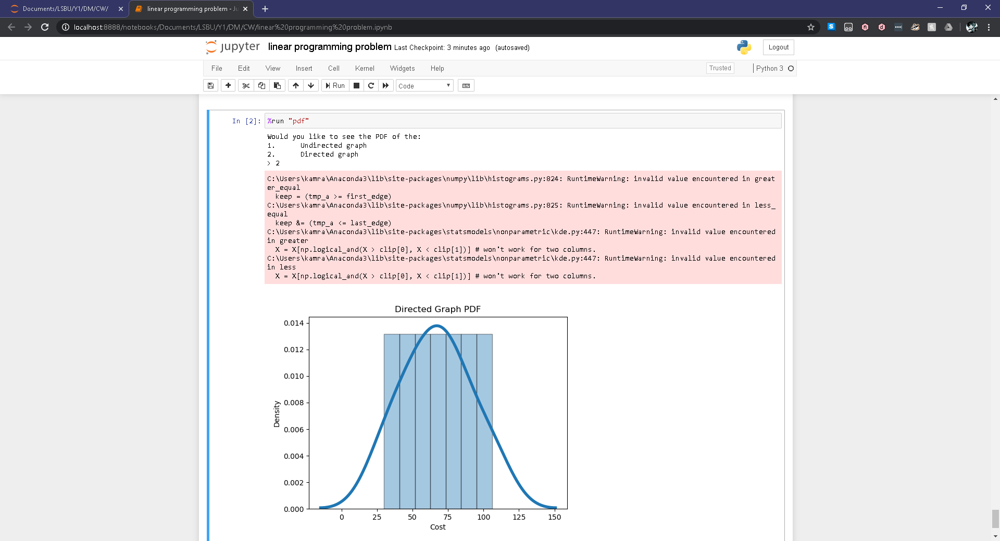 Documents/LSBU/Y1/DM/CW/
linear programming problem - Ju
localhost:8888/notebooks/Documents/LSBU/Y1/DM/CW/linear%20programming%20problem.ipynb
jupyter linear programming problem Last Checkpoint: 3 minutes ago (autosaved)
Logout
File Edit View Insert Cell Kernel Widgets Help
Trusted
Python 3
Run
Code
In [2]: %run "pdf"
Would you like to see the PDF of the:
1. Undirected graph
2. Directed graph
> 2
C:\Users\kamra\Anaconda3\lib\site-packages\numpy\lib\histograms.py:824: RuntimeWarning: invalid value encountered in great
er_equal
keep = (tmp_a >= first_edge)
C:\Users\kamra\Anaconda3\lib\site-packages\numpy\lib\histograms.py:825: RuntimeWarning: invalid value encountered in less_
equal
keep &= (tmp_a <= last_edge)
C:\Users\kamra\Anaconda3\lib\site-packages\statsmodels\nonparametric\kde.py:447: RuntimeWarning: invalid value encountered
in greater
X = X[np.logical_and(X > clip[0], X < clip[1])] # won't work for two columns.
C:\Users\kamra\Anaconda3\lib\site-packages\statsmodels\nonparametric\kde.py:447: RuntimeWarning: invalid value encountered
in less
X = X[np.logical_and(X > clip[0], X < clip[1])] # won't work for two columns.
Directed Graph PDF
0.014
0.012
0.010
0.008
0.006
0.004
0.002
0.000
Density
0 25 50 75 100 125 150
Cost